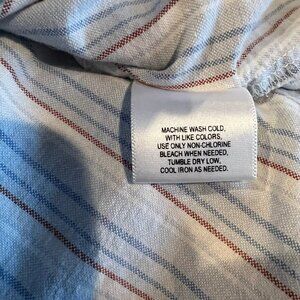 MACHINE WASH COLD,
WITH LIKE COLORS,
USE ONLY NON-CHLORINE
BLEACH WHEN NEEDED,
TUMBLE DRY LOW,
COOL IRON AS NEEDED.